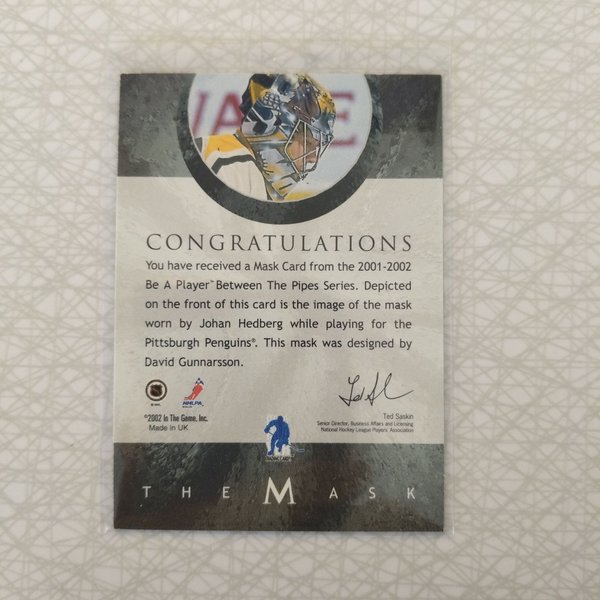 CONGRATULATIONS
You have received a Mask Card from the 2001-2002
Be A Player™ Between The Pipes Series. Depicted
on the front of this card is the image of the mask
worn by Johan Hedberg while playing for the
Pittsburgh Penguins®. This mask was designed by
David Gunnarsson.
NHLPA
©2002 In The Game, Inc.
Made in UK
Ted Saskin
Senior Director, Business Affairs and Licensing
National Hockey League Players' Association
THE MASK